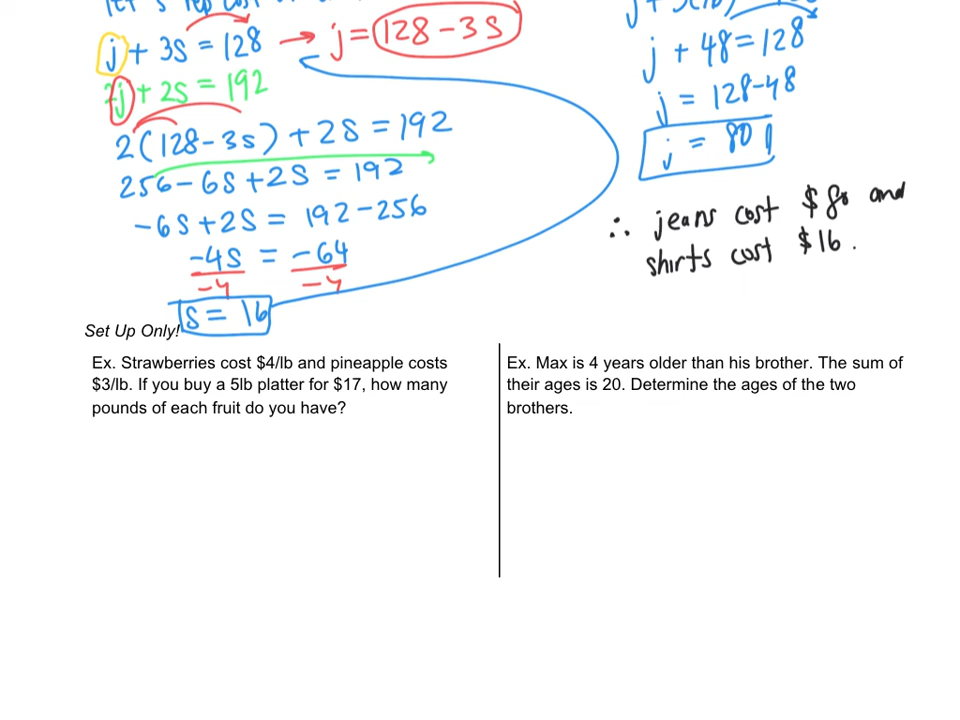 let s rep cost
j + 3s = 128 → j = 128 - 3s
2j + 2s = 192
2(128 - 3s) + 2s = 192
256 - 6s + 2s = 192
-6s + 2s = 192 - 256
-4s = -64
-4 -4
s = 16
j + 48 = 128
j = 128 - 48
j = 80
∴ jeans cost $80 and
shirts cost $16.
Set Up Only!
Ex. Strawberries cost $4/lb and pineapple costs
$3/lb. If you buy a 5lb platter for $17, how many
pounds of each fruit do you have?
Ex. Max is 4 years older than his brother. The sum of
their ages is 20. Determine the ages of the two
brothers.